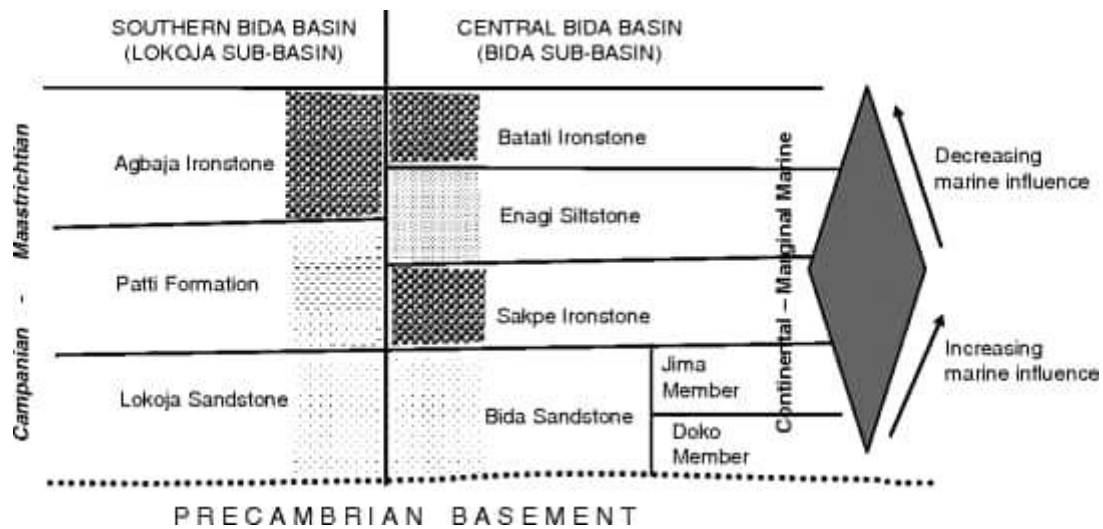 SOUTHERN BIDA BASIN
(LOKOJA SUB-BASIN)
CENTRAL BIDA BASIN
(BIDA SUB-BASIN)
Campanian - Maastrichtian
Agbaja Ironstone
Patti Formation
Lokoja Sandstone
Batati Ironstone
Enagi Siltstone
Sakpe Ironstone
Bida Sandstone
Jima
Member
Doko
Member
Continental – Marginal Marine
Decreasing
marine influence
Increasing
marine influence
PRECAMBRIAN BASEMENT